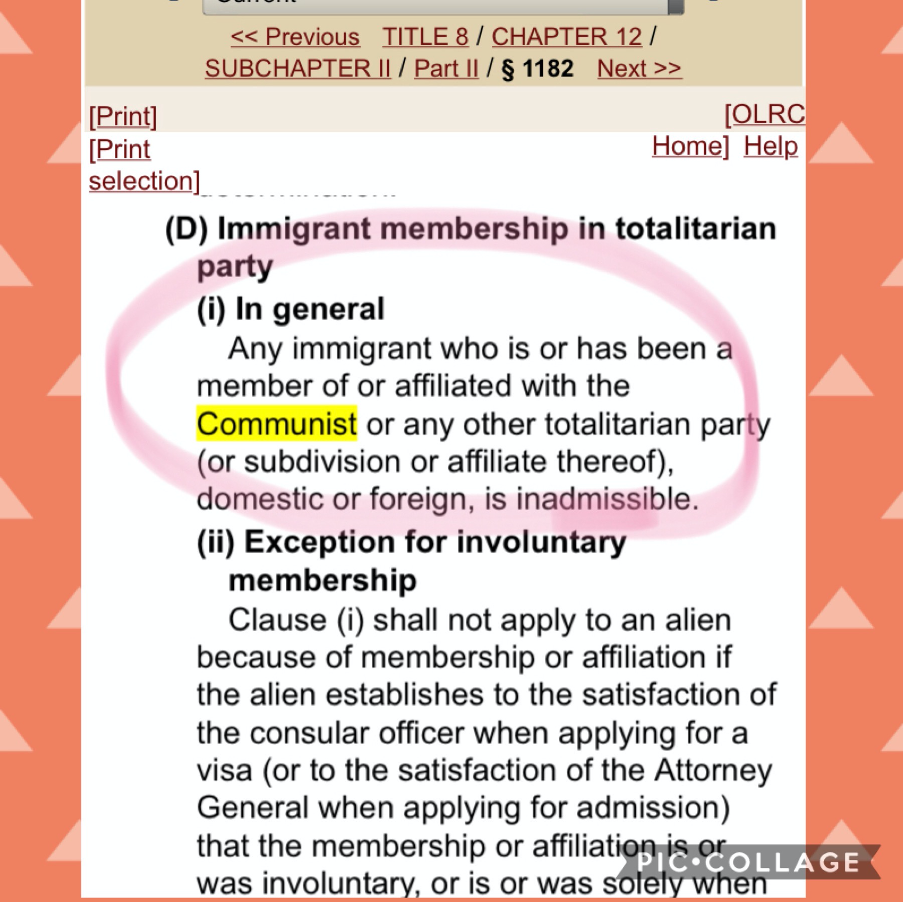 Current
<< Previous TITLE 8 / CHAPTER 12 /
SUBCHAPTER II / Part II / § 1182 Next >>
[Print] [OLRC
[Print Home] Help
selection]
determination.
(D) Immigrant membership in totalitarian
party
(i) In general
Any immigrant who is or has been a
member of or affiliated with the
Communist or any other totalitarian party
(or subdivision or affiliate thereof),
domestic or foreign, is inadmissible.
(ii) Exception for involuntary
membership
Clause (i) shall not apply to an alien
because of membership or affiliation if
the alien establishes to the satisfaction of
the consular officer when applying for a
visa (or to the satisfaction of the Attorney
General when applying for admission)
that the membership or affiliation is or
was involuntary, or is or was solely when
PIC•COLLAGE